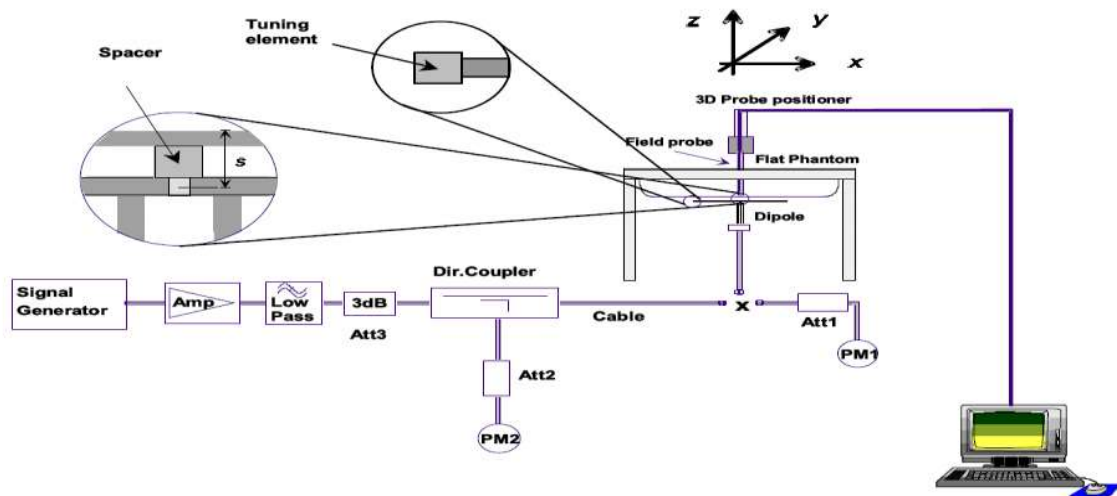 Tuning
element
Spacer
s
z
y
x
3D Probe positioner
Field probe
Flat Phantom
Dipole
Signal
Generator
Amp
Low
Pass
3dB
Att3
Dir.Coupler
Cable
x
Att1
PM1
Att2
PM2